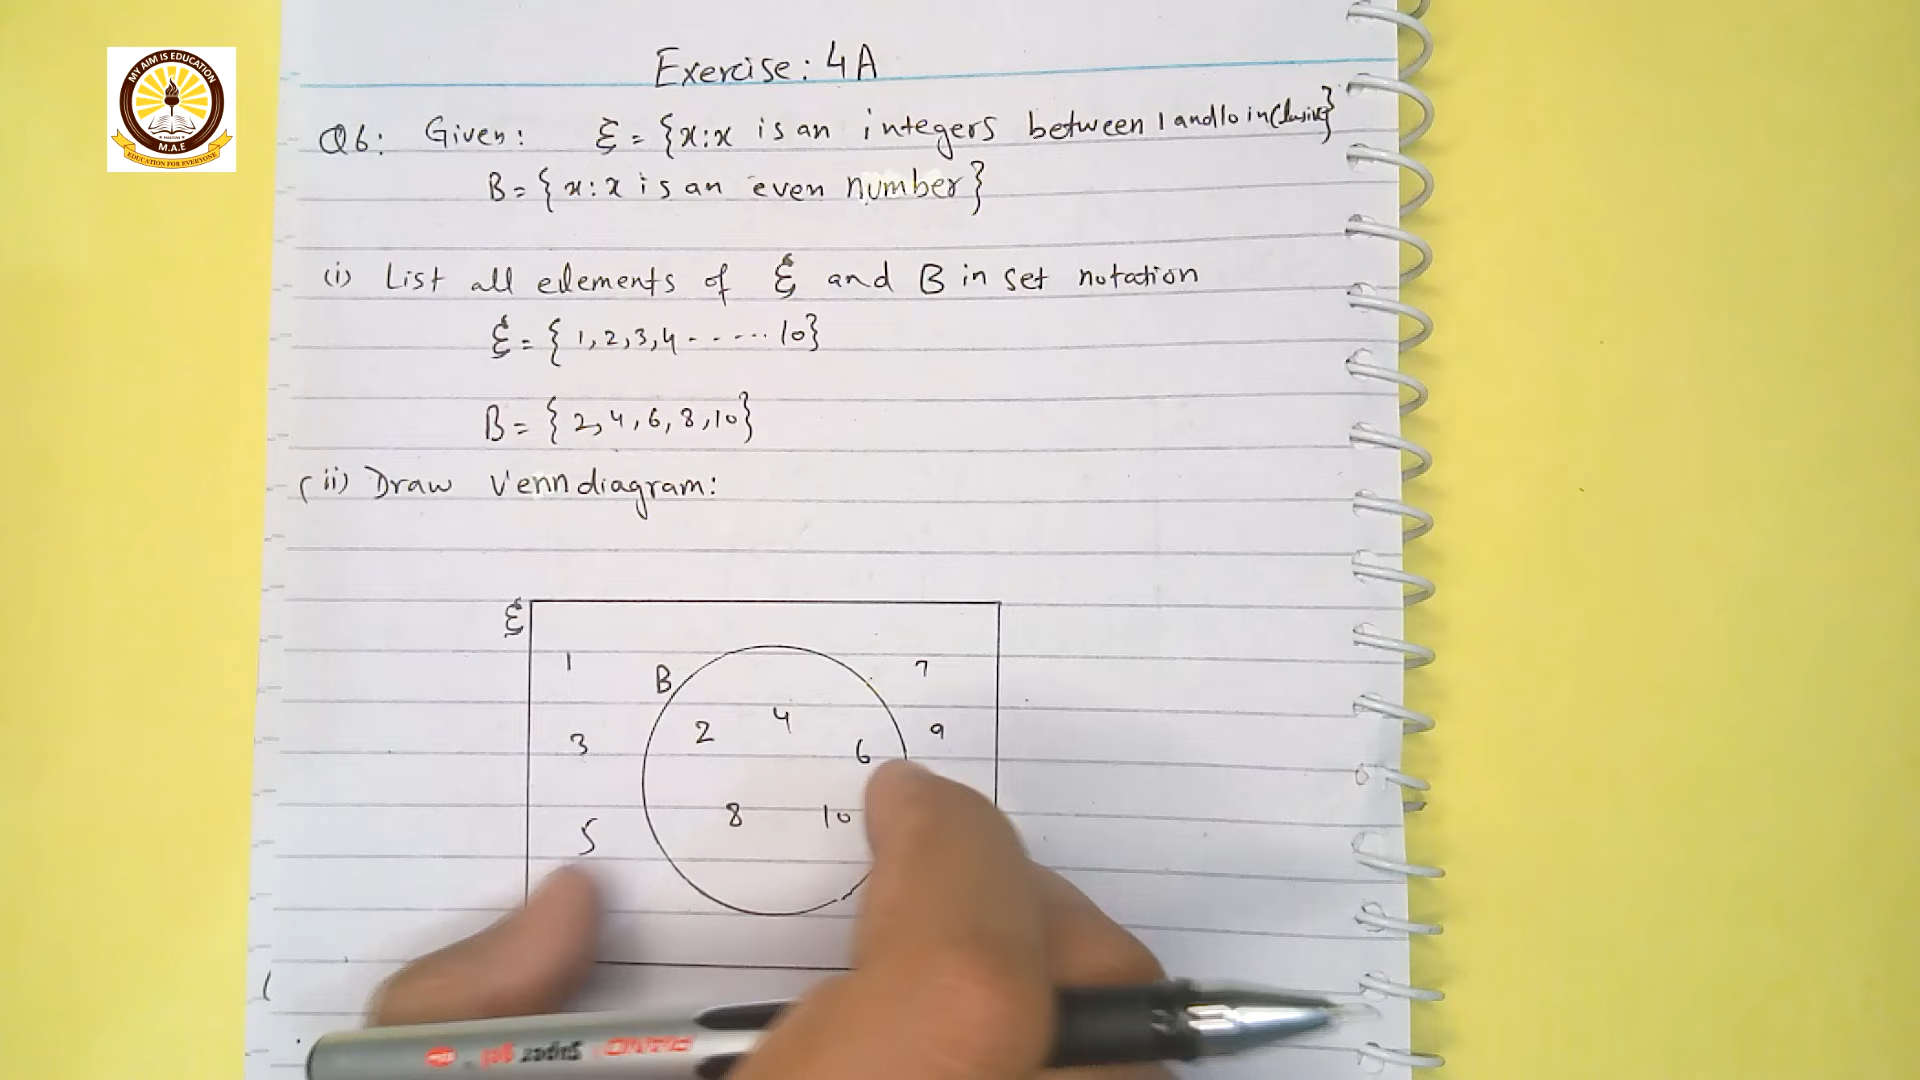 MY AIM IS EDUCATION
M.A.E
EDUCATION FOR EVERYONE
Exercise: 4A
Q6: Given: ξ = {x:x is an integers between 1 and 10 inclusive}
B = {x:x is an even number}
(i) List all elements of ξ and B in set notation
ξ = { 1, 2, 3, 4 - - - - - 10}
B = { 2, 4, 6, 8, 10}
(ii) Draw Venn diagram:
ξ
1 B 7
2 4 9
3 6
8 10
5
(
PIANO Super gel